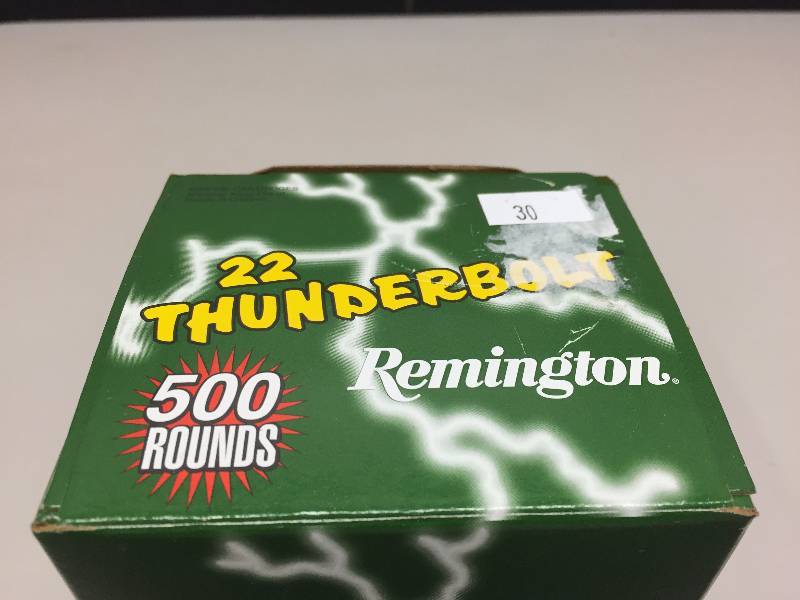 30
22
THUNDERBOLT
Remington
500
ROUNDS